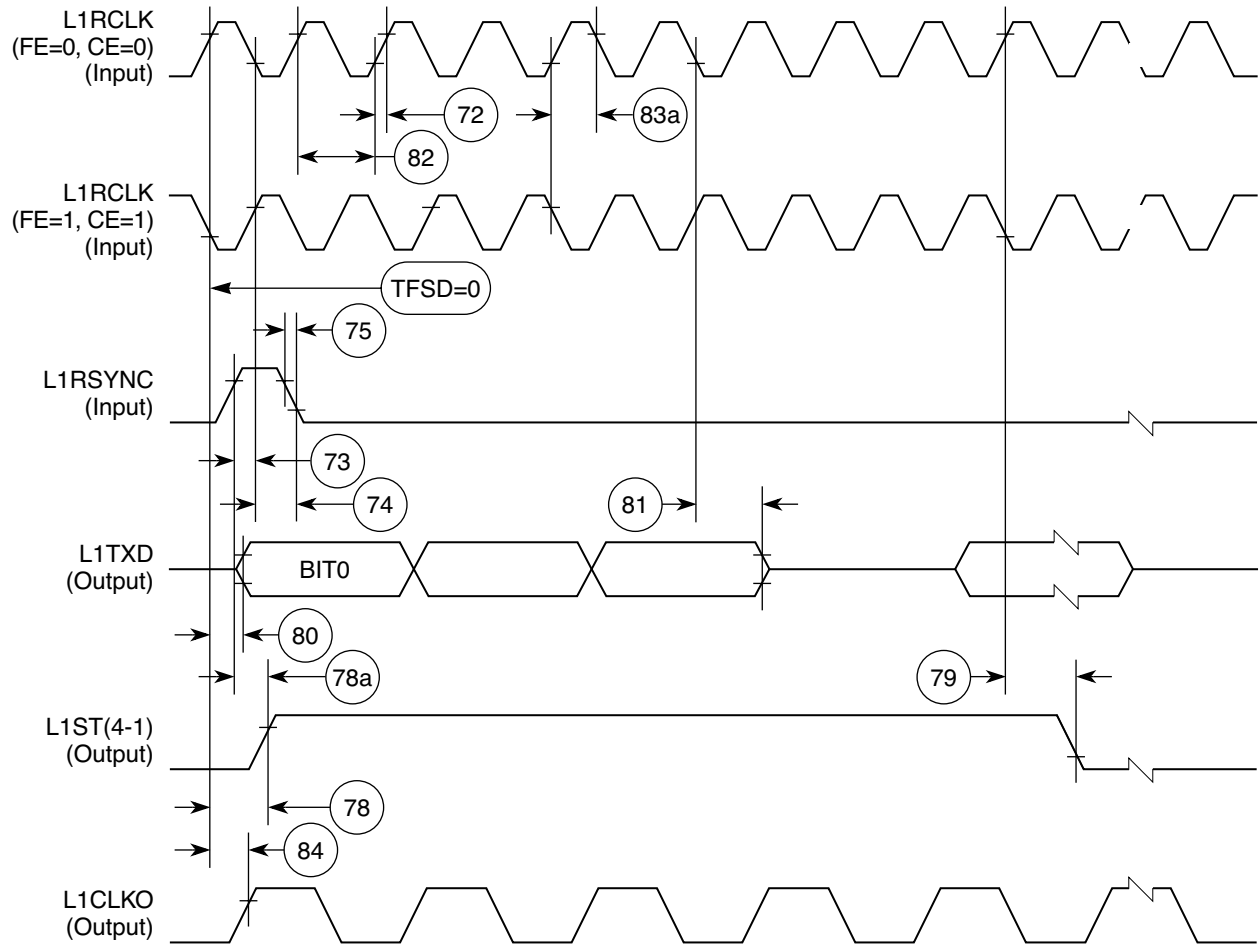 L1RCLK
(FE=0, CE=0)
(Input)
72
83a
82
L1RCLK
(FE=1, CE=1)
(Input)
TFSD=0
75
L1RSYNC
(Input)
73
74
81
L1TXD
(Output)
BIT0
80
78a
79
L1ST(4-1)
(Output)
78
84
L1CLKO
(Output)